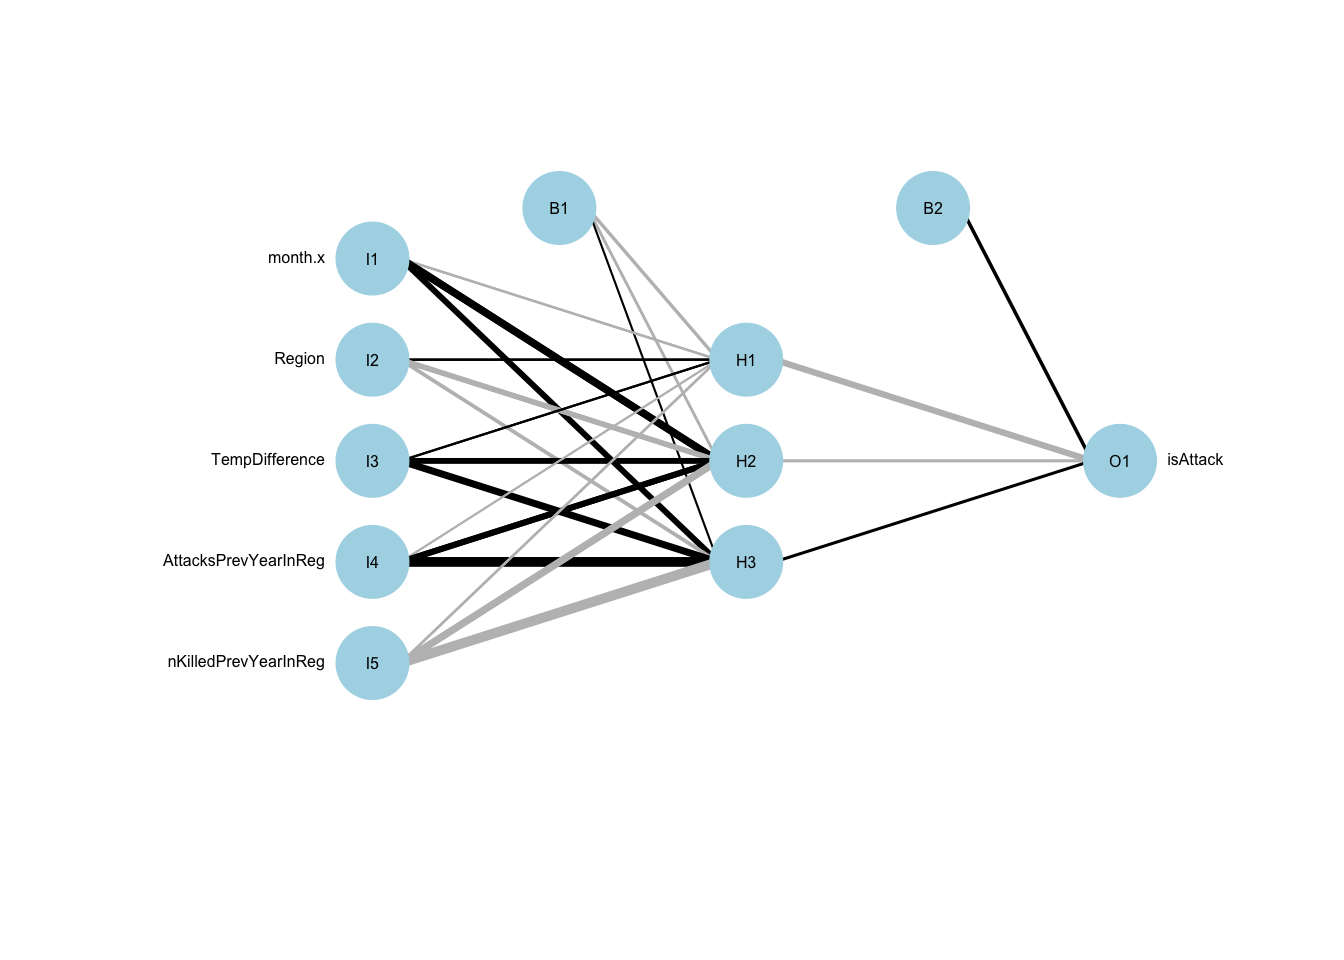 B1
B2
month.x
I1
Region
I2
H1
TempDifference
I3
H2
O1
isAttack
AttacksPrevYearInReg
I4
H3
nKilledPrevYearInReg
I5